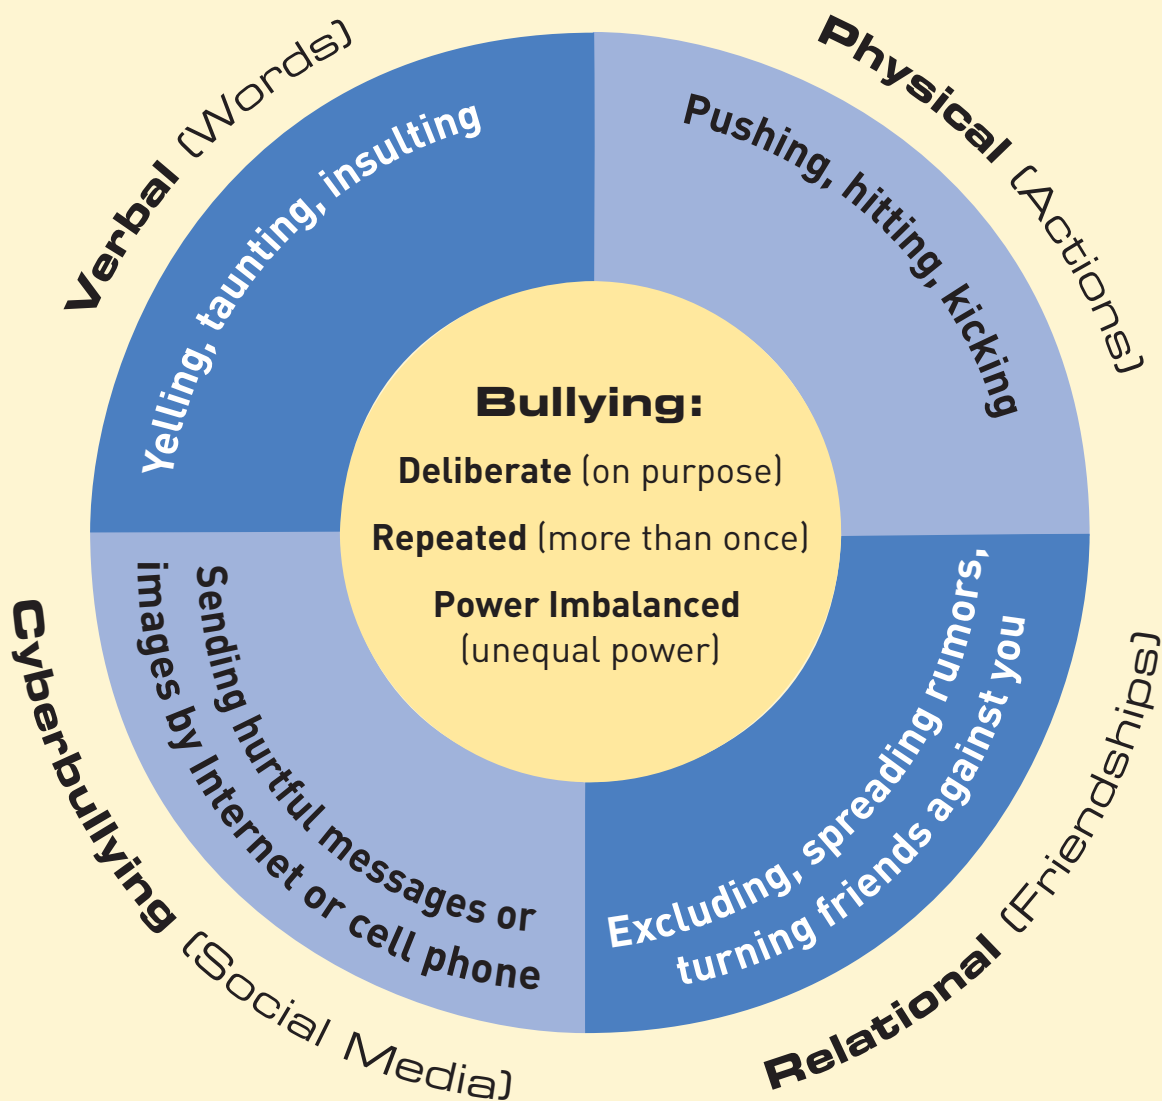 Verbal (Words)
Yelling, taunting, insulting
Physical (Actions)
Pushing, hitting, kicking
Bullying:
Deliberate (on purpose)
Repeated (more than once)
Power Imbalanced
(unequal power)
Cyberbullying (Social Media)
Sending hurtful messages or
images by Internet or cell phone
Relational (Friendships)
Excluding, spreading rumors,
turning friends against you